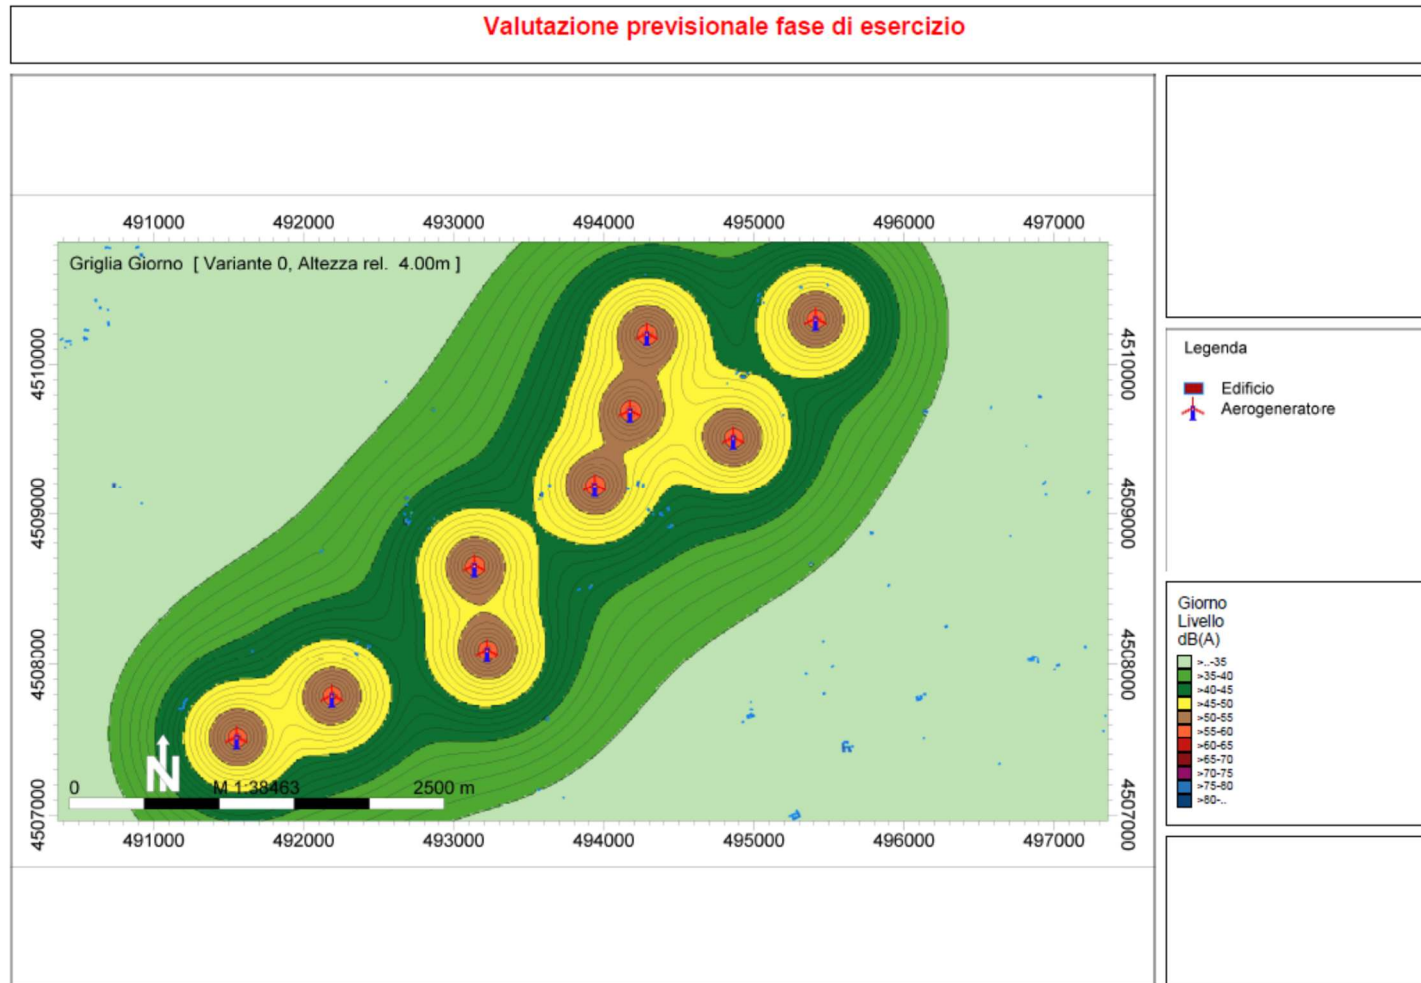 Valutazione previsionale fase di esercizio
491000 492000 493000 494000 495000 496000 497000
Griglia Giorno [ Variante 0, Altezza rel. 4.00m ]
4510000
4509000
4508000
4507000
4510000
4509000
4508000
4507000
N
0 M 1:38463 2500 m
491000 492000 493000 494000 495000 496000 497000
Legenda
Edificio
Aerogeneratore
Giorno
Livello
dB(A)
>..-35
>35-40
>40-45
>45-50
>50-55
>55-60
>60-65
>65-70
>70-75
>75-80
>80-..